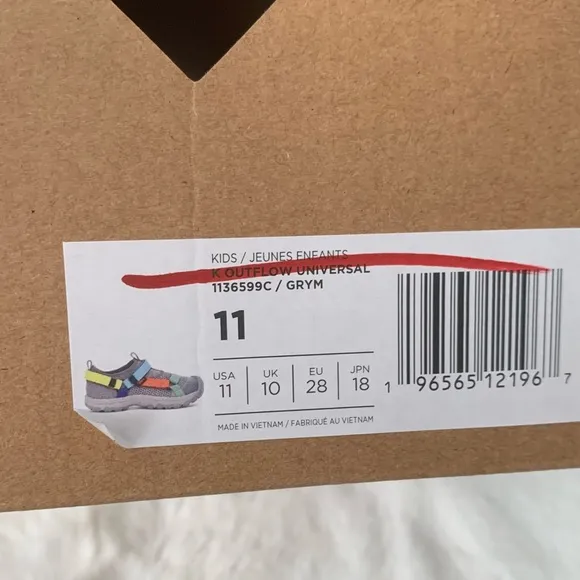 KIDS / JEUNES ENFANTS
K OUTFLOW UNIVERSAL
1136599C / GRYM
11
USA UK EU JPN
11 10 28 18
MADE IN VIETNAM / FABRIQUÉ AU VIETNAM
1 96565 12196 7